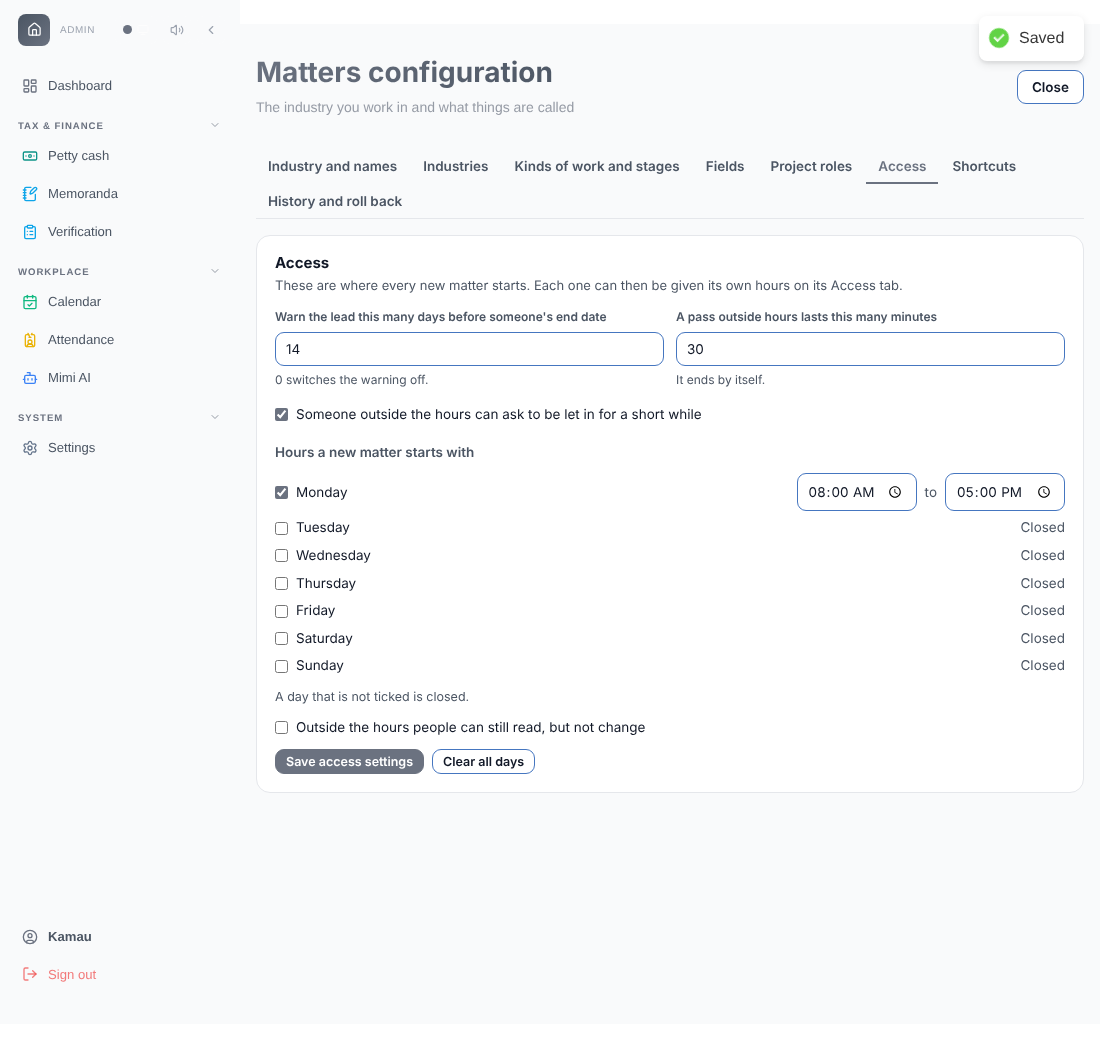 ADMIN
Dashboard
TAX & FINANCE
Petty cash
Memoranda
Verification
WORKPLACE
Calendar
Attendance
Mimi AI
SYSTEM
Settings
Kamau
Sign out
Saved
Matters configuration
The industry you work in and what things are called
Close
Industry and names Industries Kinds of work and stages Fields Project roles Access Shortcuts
History and roll back
Access
These are where every new matter starts. Each one can then be given its own hours on its Access tab.
Warn the lead this many days before someone's end date
14
0 switches the warning off.
A pass outside hours lasts this many minutes
30
It ends by itself.
Someone outside the hours can ask to be let in for a short while
Hours a new matter starts with
Monday 08:00 AM to 05:00 PM
Tuesday Closed
Wednesday Closed
Thursday Closed
Friday Closed
Saturday Closed
Sunday Closed
A day that is not ticked is closed.
Outside the hours people can still read, but not change
Save access settings Clear all days